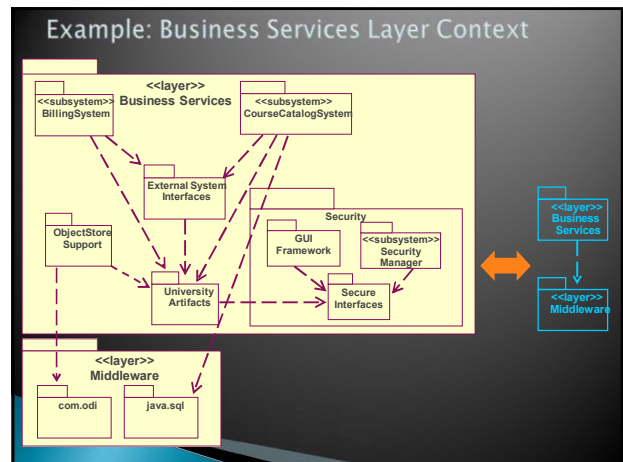 Example: Business Services Layer Context
<<layer>>
Business Services
<<subsystem>>
BillingSystem
<<subsystem>>
CourseCatalogSystem
External System
Interfaces
Security
ObjectStore
Support
GUI
Framework
<<subsystem>>
Security
Manager
University
Artifacts
Secure
Interfaces
<<layer>>
Middleware
com.odi
java.sql
<<layer>>
Business
Services
<<layer>>
Middleware